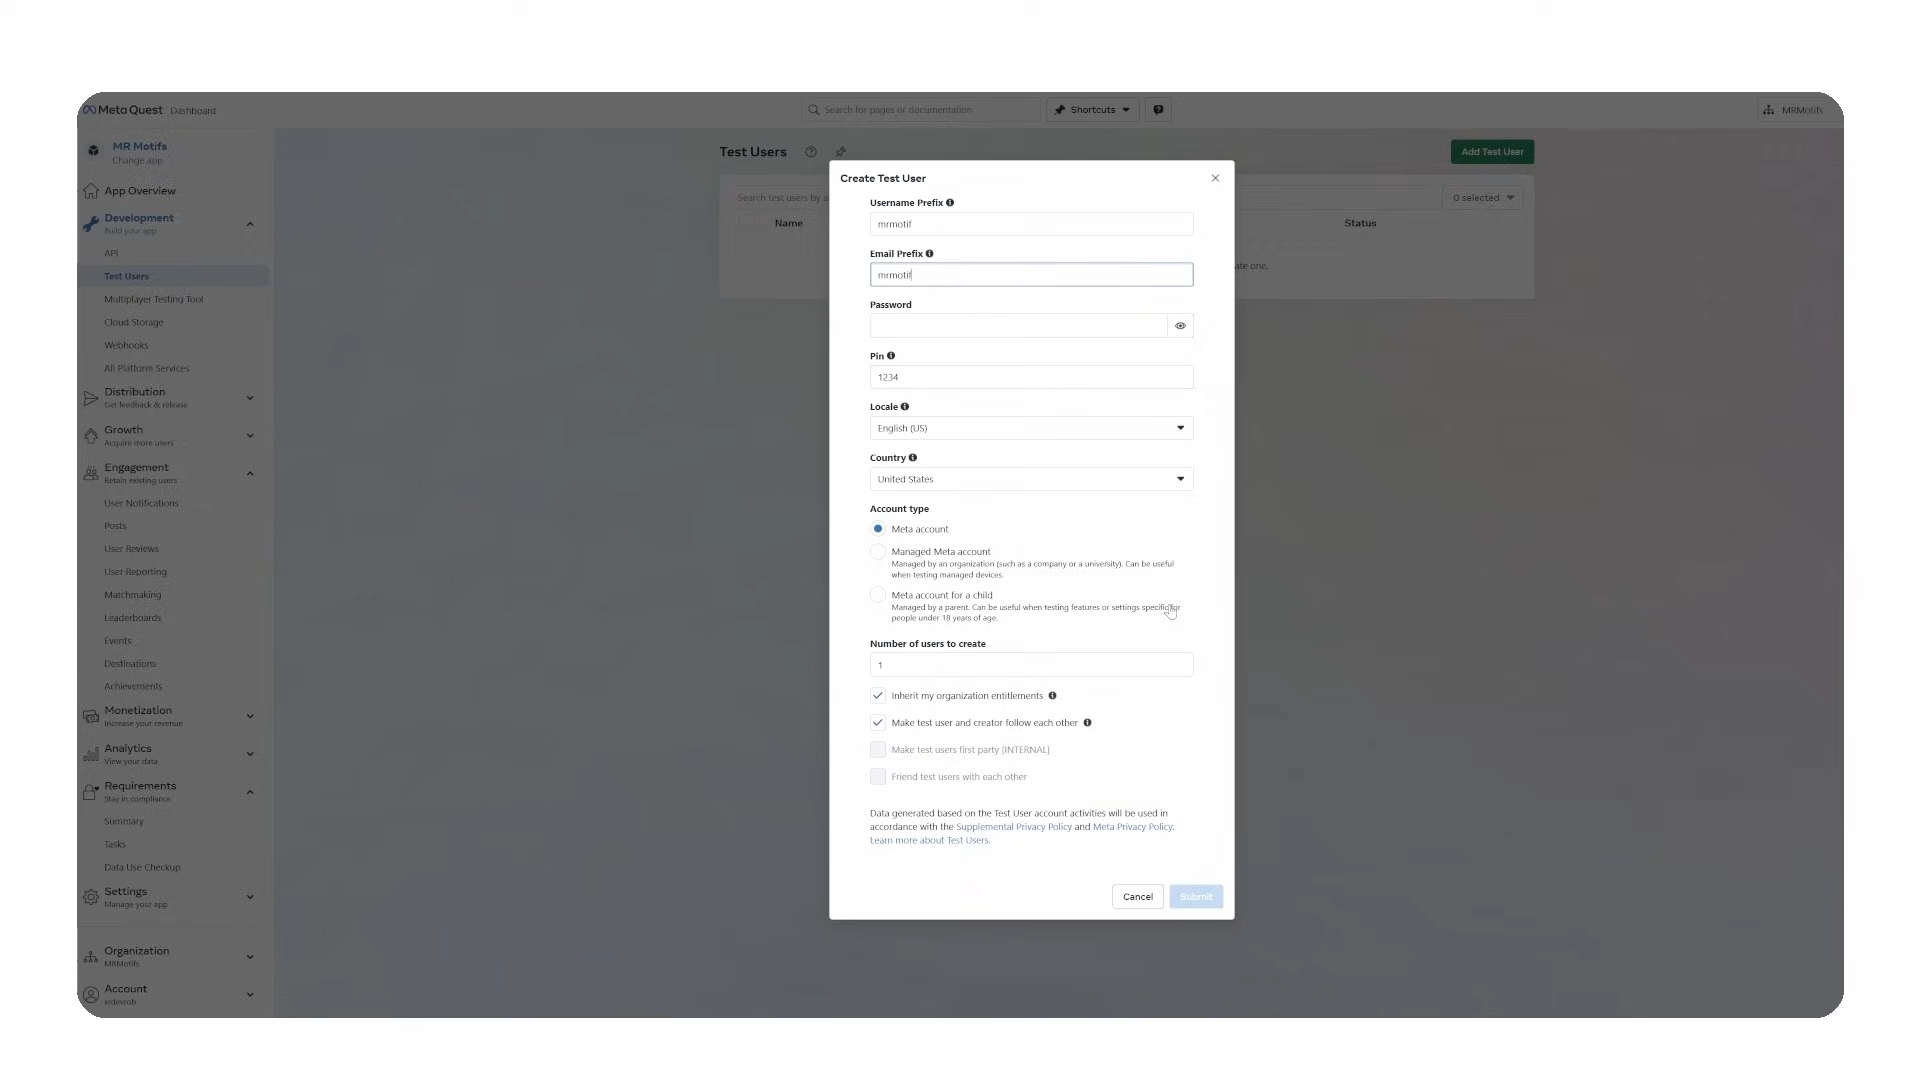 Meta Quest Dashboard
Search for pages or documentation
Shortcuts
MRMotifs
MR Motifs
Change app
App Overview
Development
Build your app
API
Test Users
Multiplayer Testing Tool
Cloud Storage
Webhooks
All Platform Services
Distribution
Get feedback & release
Growth
Acquire more users
Engagement
Retain existing users
User Notifications
Posts
User Reviews
User Reporting
Matchmaking
Leaderboards
Events
Destinations
Achievements
Monetization
Increase your revenue
Analytics
View your data
Requirements
Stay in compliance
Summary
Tasks
Data Use Checkup
Settings
Manage your app
Organization
MRMotifs
Account
erdewrob
Test Users
Add Test User
Search test users by a
0 selected
Name
Status
ate one.
Create Test User
Username Prefix
mrmotif
Email Prefix
mrmotif
Password
Pin
1234
Locale
English (US)
Country
United States
Account type
Meta account
Managed Meta account
Managed by an organization (such as a company or a university). Can be useful
when testing managed devices.
Meta account for a child
Managed by a parent. Can be useful when testing features or settings specific
people under 18 years of age.
Number of users to create
1
Inherit my organization entitlements
Make test user and creator follow each other
Make test users first party [INTERNAL]
Friend test users with each other
Data generated based on the Test User account activities will be used in
accordance with the Supplemental Privacy Policy and Meta Privacy Policy.
Learn more about Test Users.
Cancel
Submit